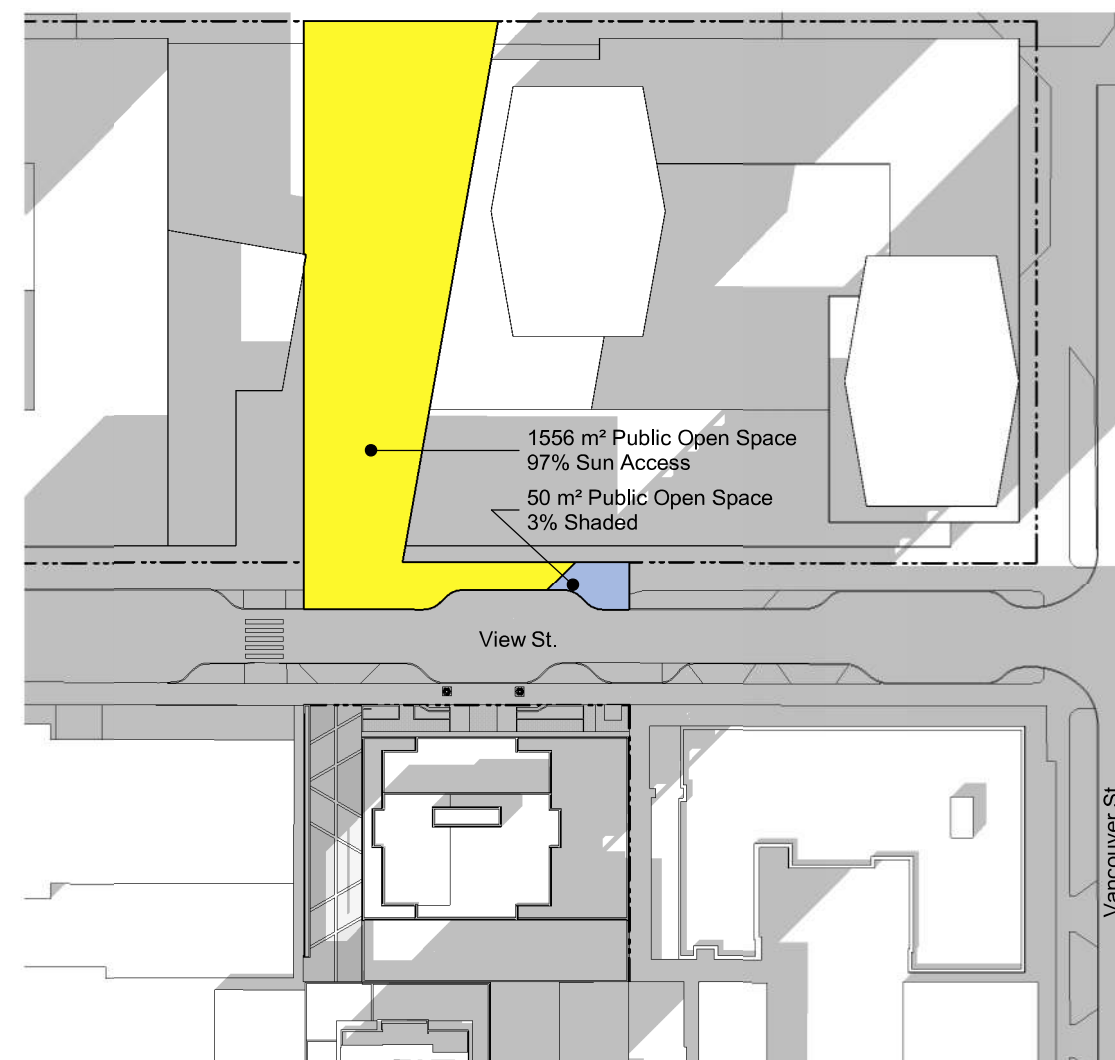 1556 m² Public Open Space
97% Sun Access
50 m² Public Open Space
3% Shaded
View St.
Vancouver St